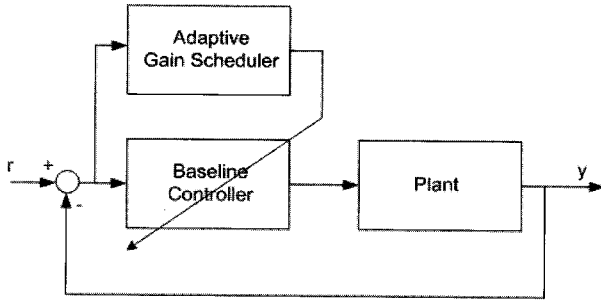 Adaptive
Gain Scheduler
r
+
-
Baseline
Controller
Plant
y